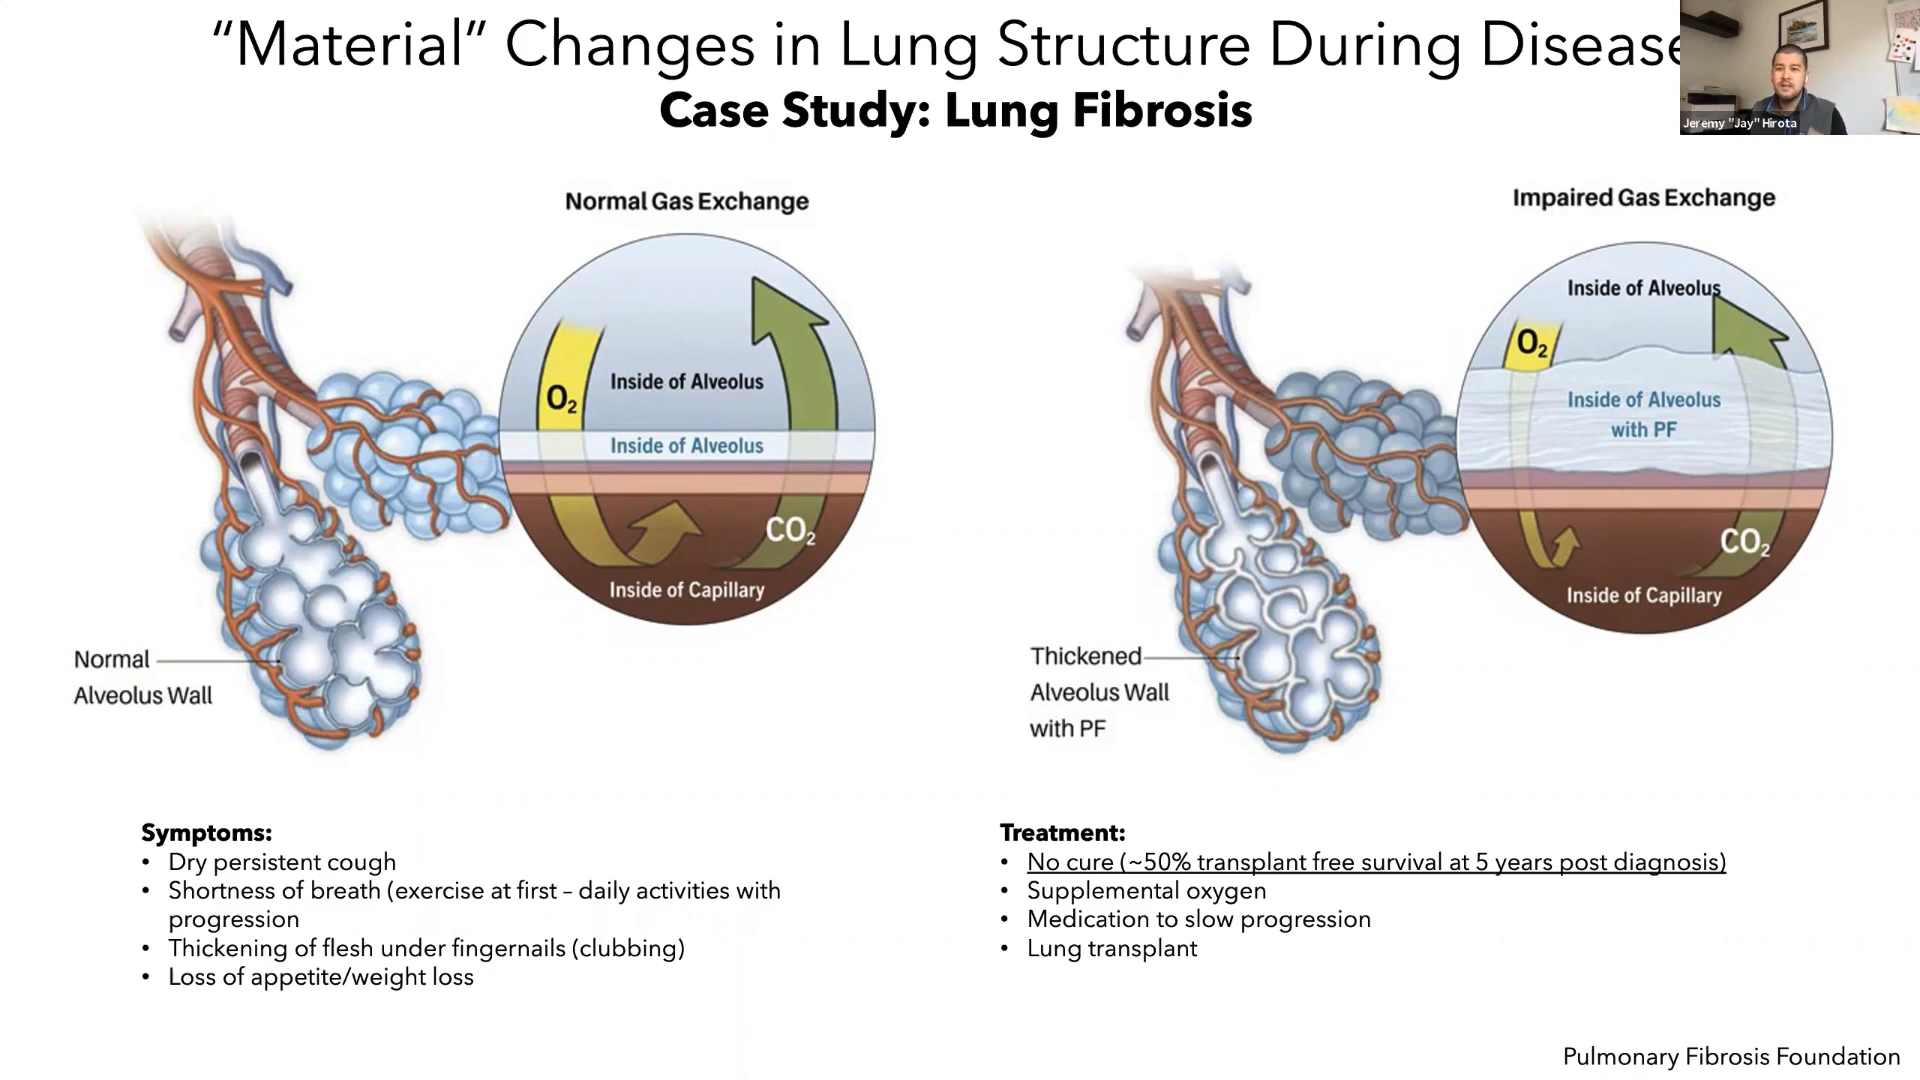 “Material” Changes in Lung Structure During Disease
Case Study: Lung Fibrosis
Jeremy "Jay" Hirota
Normal Gas Exchange
O2
Inside of Alveolus
Inside of Alveolus
CO2
Inside of Capillary
Normal
Alveolus Wall
Impaired Gas Exchange
Inside of Alveolus
O2
Inside of Alveolus
with PF
CO2
Inside of Capillary
Thickened
Alveolus Wall
with PF
Symptoms:
• Dry persistent cough
• Shortness of breath (exercise at first – daily activities with
progression
• Thickening of flesh under fingernails (clubbing)
• Loss of appetite/weight loss
Treatment:
• No cure (~50% transplant free survival at 5 years post diagnosis)
• Supplemental oxygen
• Medication to slow progression
• Lung transplant
Pulmonary Fibrosis Foundation